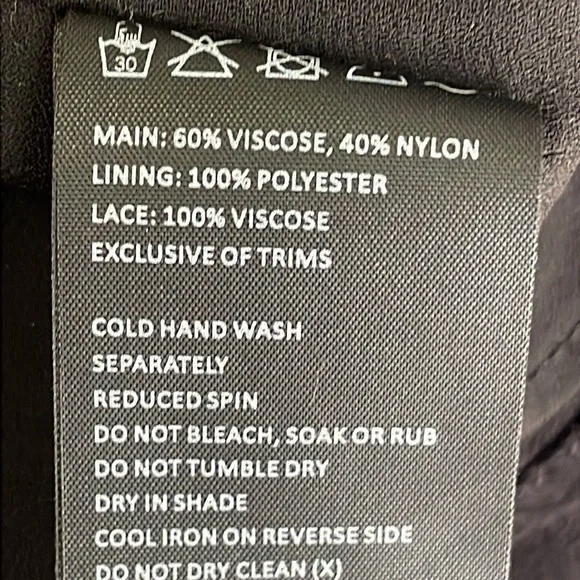 30
MAIN: 60% VISCOSE, 40% NYLON
LINING: 100% POLYESTER
LACE: 100% VISCOSE
EXCLUSIVE OF TRIMS
COLD HAND WASH
SEPARATELY
REDUCED SPIN
DO NOT BLEACH, SOAK OR RUB
DO NOT TUMBLE DRY
DRY IN SHADE
COOL IRON ON REVERSE SIDE
DO NOT DRY CLEAN (X)